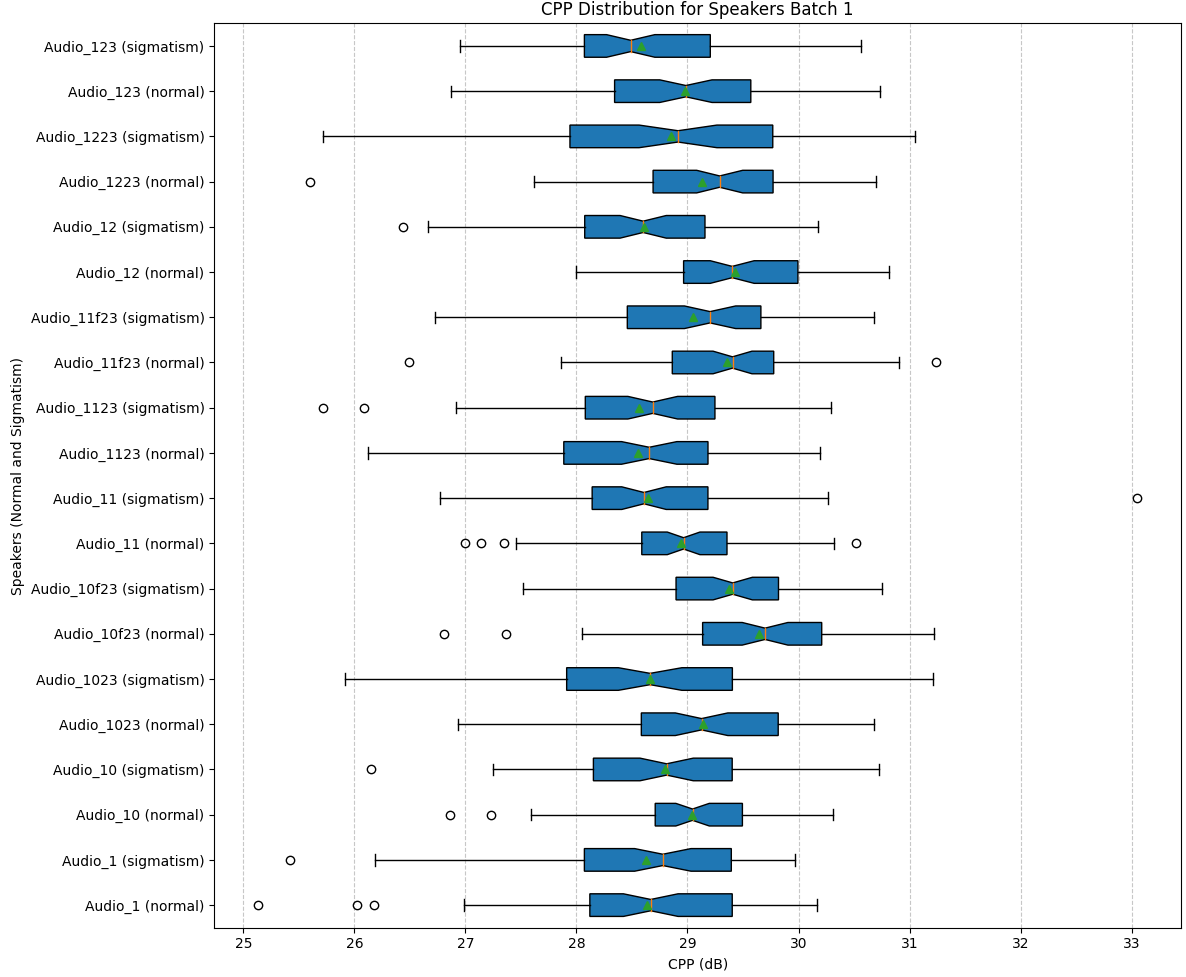 CPP Distribution for Speakers Batch 1
Speakers (Normal and Sigmatism)
Audio_123 (sigmatism)
Audio_123 (normal)
Audio_1223 (sigmatism)
Audio_1223 (normal)
Audio_12 (sigmatism)
Audio_12 (normal)
Audio_11f23 (sigmatism)
Audio_11f23 (normal)
Audio_1123 (sigmatism)
Audio_1123 (normal)
Audio_11 (sigmatism)
Audio_11 (normal)
Audio_10f23 (sigmatism)
Audio_10f23 (normal)
Audio_1023 (sigmatism)
Audio_1023 (normal)
Audio_10 (sigmatism)
Audio_10 (normal)
Audio_1 (sigmatism)
Audio_1 (normal)
25 26 27 28 29 30 31 32 33
CPP (dB)